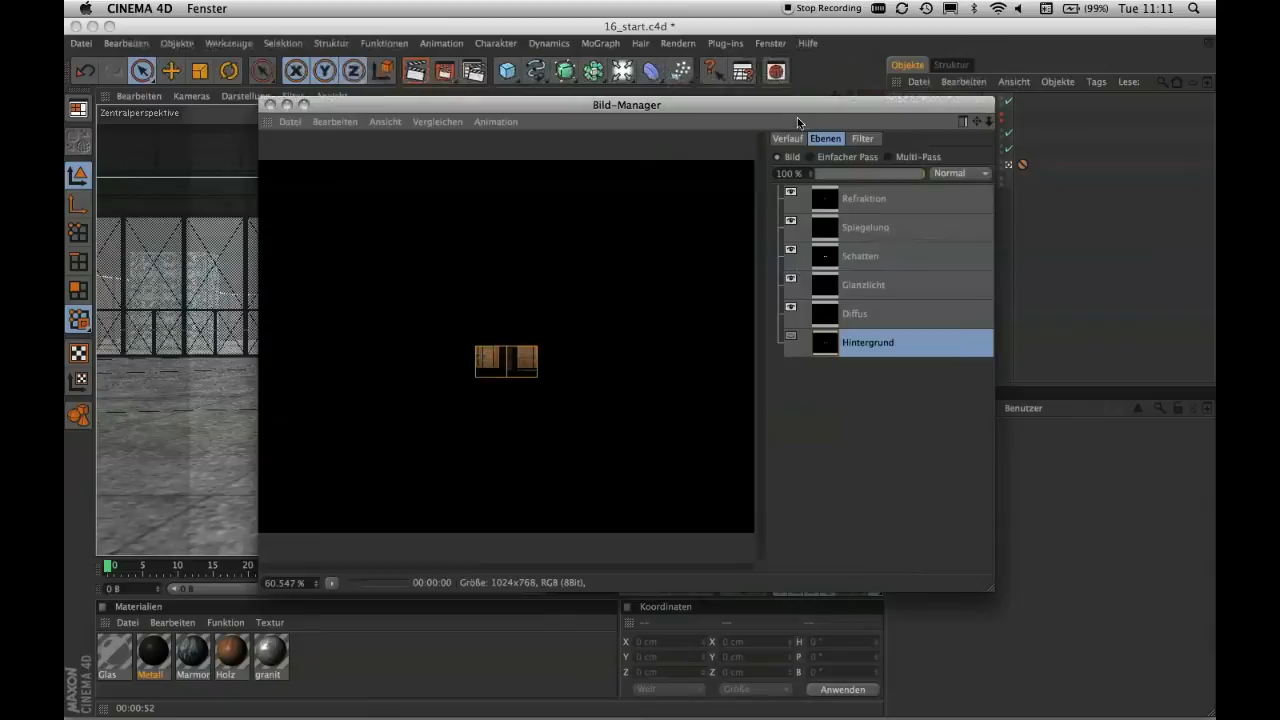 CINEMA 4D Fenster
Stop Recording (99%) Tue 11:11
16_start.c4d *
Datei Bearbeiten Objekte Werkzeuge Selektion Struktur Funktionen Animation Charakter Dynamics MoGraph Hair Rendern Plug-ins Fenster Hilfe
Objekte Struktur
Datei Bearbeiten Ansicht Objekte Tags Lese:
Bearbeiten Kameras Darstellu
Zentralperspektive
Bild-Manager
Datei Bearbeiten Ansicht Vergleichen Animation
Verlauf Ebenen Filter
Bild Einfacher Pass Multi-Pass
100 % Normal
Refraktion
Spiegelung
Schatten
Glanzlicht
Diffus
Hintergrund
Benutzer
0 5 10 15 20
0 B 0 B
60.547 % 00:00:00 Größe: 1024x768, RGB (8Bit),
Materialien
Datei Bearbeiten Funktion Textur
Glas Metall Marmor Holz granit
Koordinaten
-- -- --
X 0 cm X 0 cm H 0 °
Y 0 cm Y 0 cm P 0 °
Z 0 cm Z 0 cm B 0 °
Welt Größe Anwenden
MAXON
CINEMA 4D
00:00:52